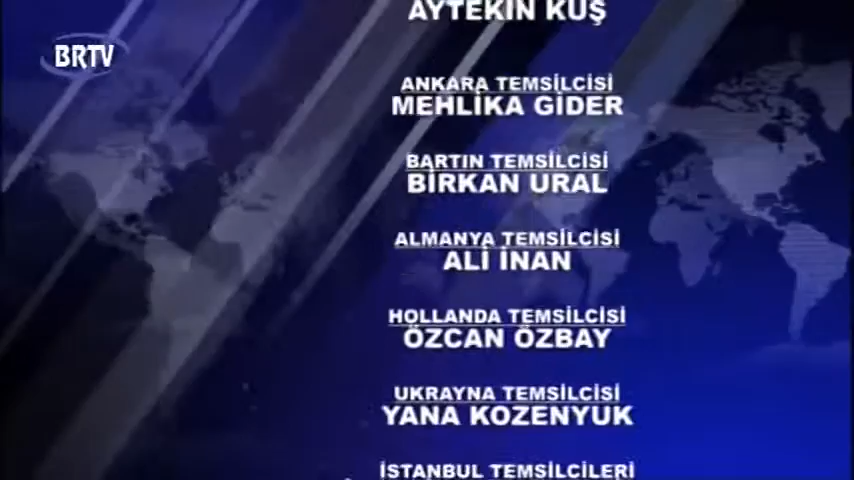 AYTEKİN KUŞ
BRTV
ANKARA TEMSİLCİSİ
MEHLİKA GİDER
BARTIN TEMSİLCİSİ
BİRKAN URAL
ALMANYA TEMSİLCİSİ
ALİ İNAN
HOLLANDA TEMSİLCİSİ
ÖZCAN ÖZBAY
UKRAYNA TEMSİLCİSİ
YANA KOZENYUK
İSTANBUL TEMSİLCİLERİ